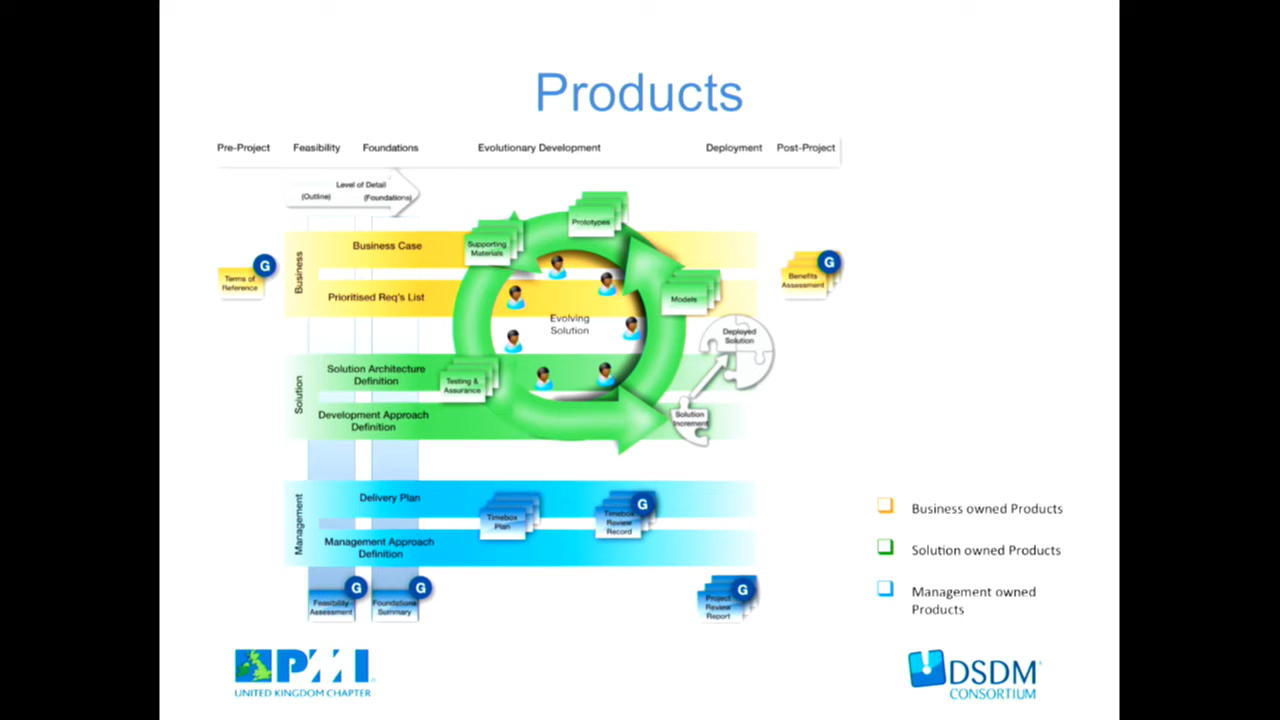 Products
Pre-Project
Feasibility
Foundations
Evolutionary Development
Deployment
Post-Project
Level of Detail
(Outline)
(Foundations)
Prototypes
Supporting
Materials
Business Case
Business
Terms of
Reference
G
Benefits
Assessment
G
Prioritised Req's List
Models
Evolving
Solution
Deployed
Solution
Solution Architecture
Definition
Solution
Testing &
Assurance
Development Approach
Definition
Solution
Increment
Management
Delivery Plan
Timebox
Plan
Timebox
Review
Record
G
Management Approach
Definition
Feasibility
Assessment
G
Foundations
Summary
G
Project
Review
Report
G
Business owned Products
Solution owned Products
Management owned
Products
PMI
UNITED KINGDOM CHAPTER
DSDM
CONSORTIUM